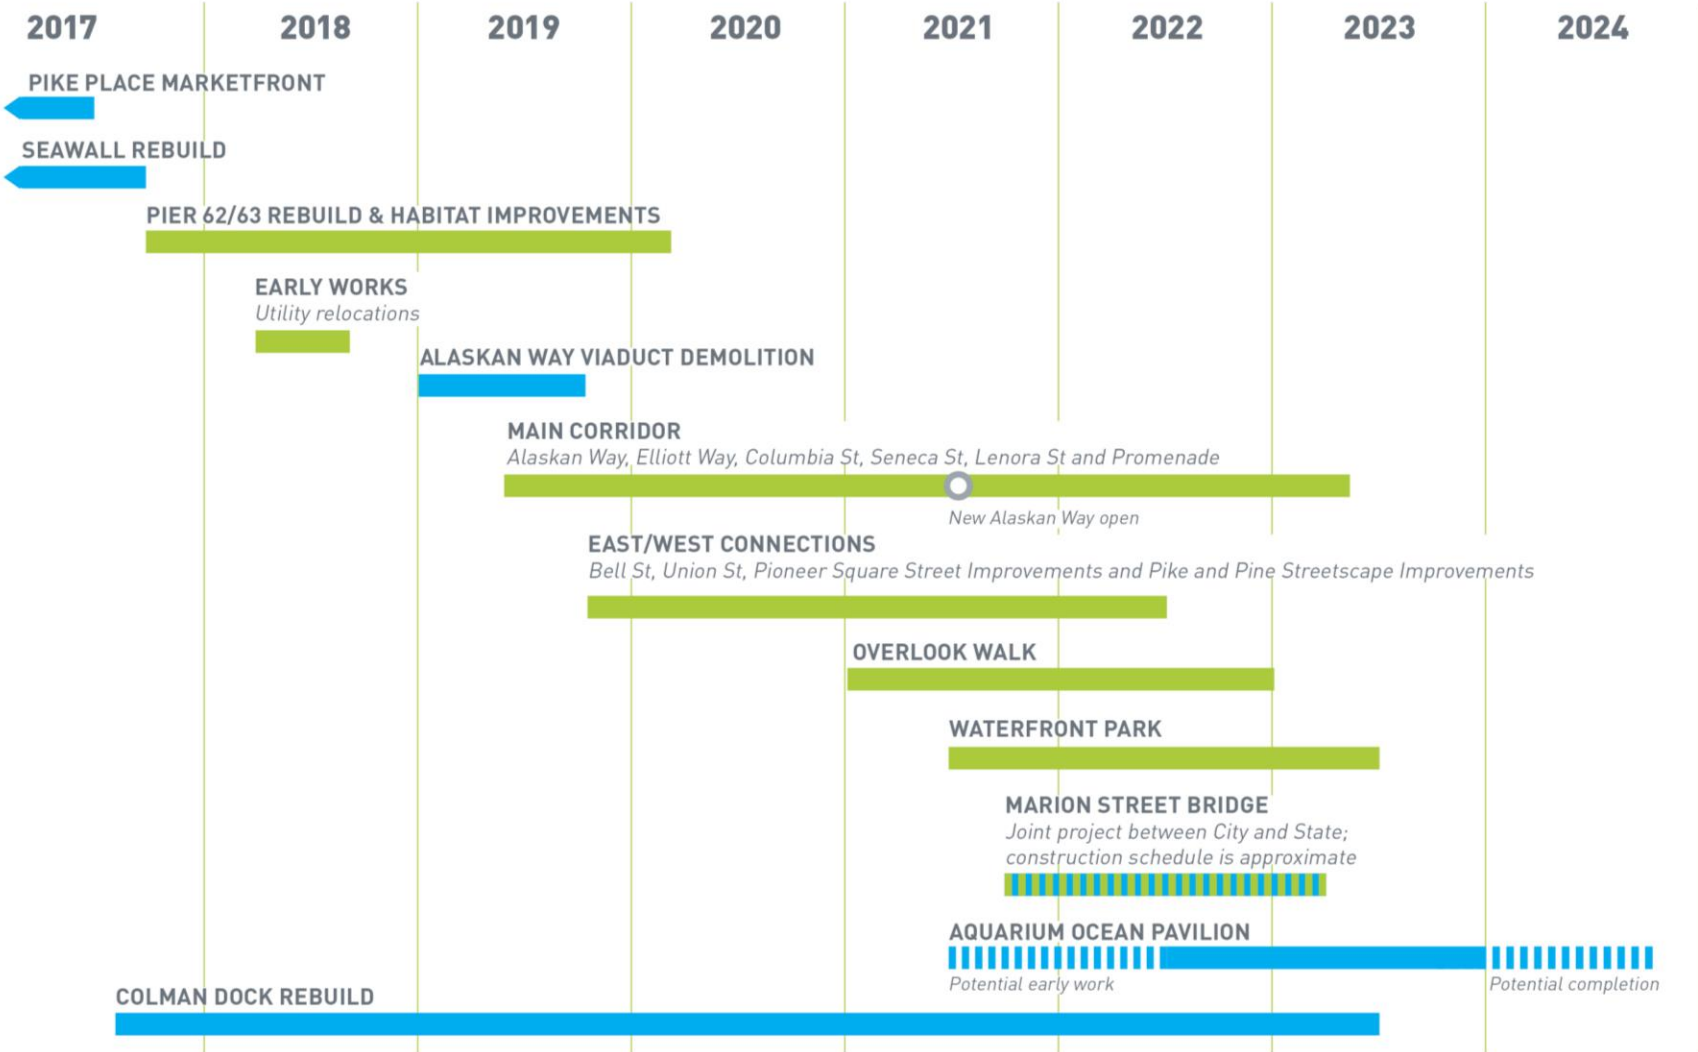 2017 2018 2019 2020 2021 2022 2023 2024
PIKE PLACE MARKETFRONT
SEAWALL REBUILD
PIER 62/63 REBUILD & HABITAT IMPROVEMENTS
EARLY WORKS
Utility relocations
ALASKAN WAY VIADUCT DEMOLITION
MAIN CORRIDOR
Alaskan Way, Elliott Way, Columbia St, Seneca St, Lenora St and Promenade
New Alaskan Way open
EAST/WEST CONNECTIONS
Bell St, Union St, Pioneer Square Street Improvements and Pike and Pine Streetscape Improvements
OVERLOOK WALK
WATERFRONT PARK
MARION STREET BRIDGE
Joint project between City and State;
construction schedule is approximate
AQUARIUM OCEAN PAVILION
Potential early work Potential completion
COLMAN DOCK REBUILD